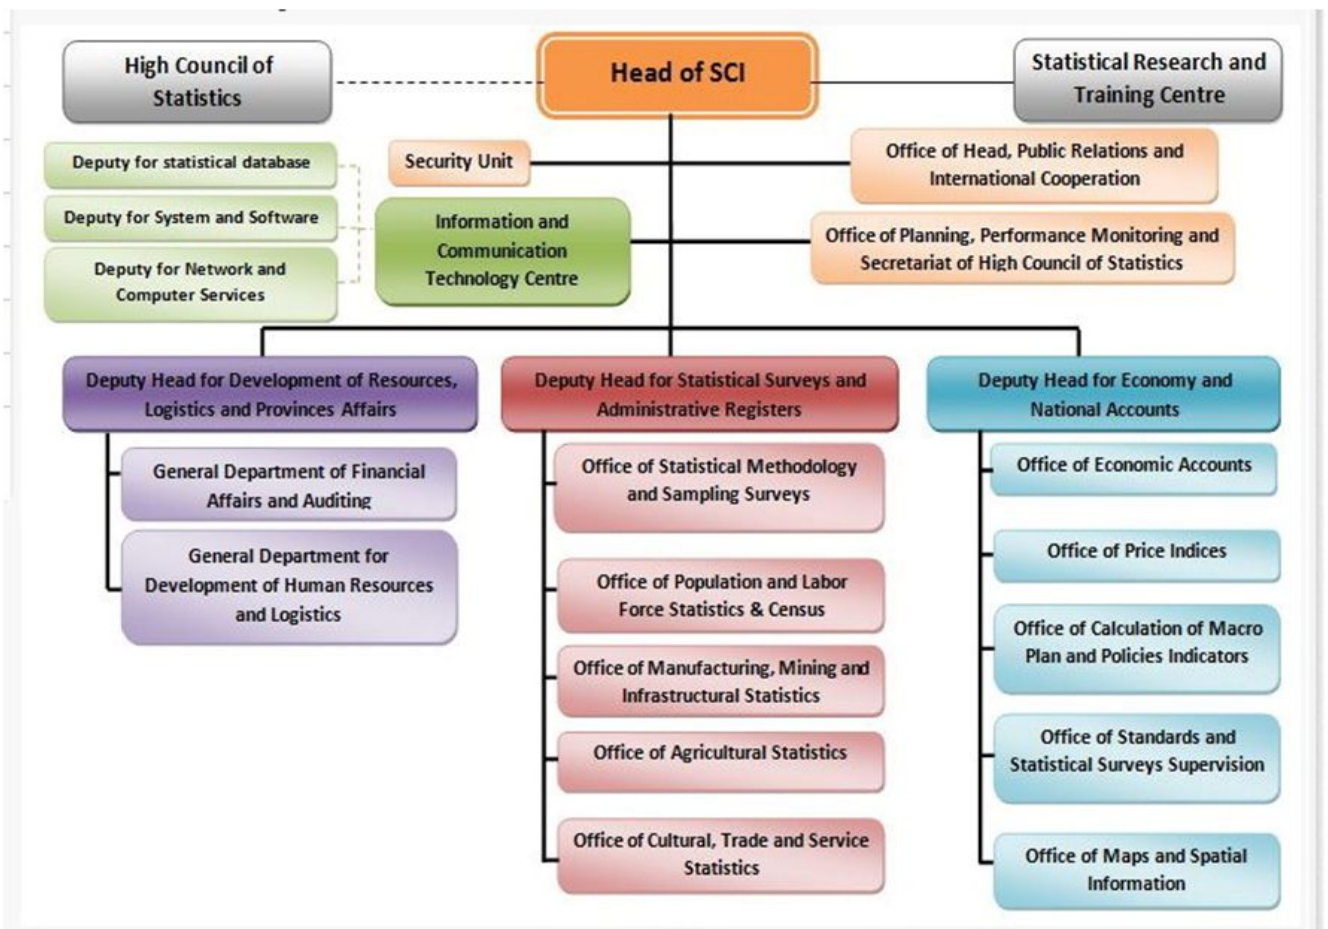 High Council of
Statistics
Head of SCI
Statistical Research and
Training Centre
Deputy for statistical database
Deputy for System and Software
Deputy for Network and
Computer Services
Security Unit
Information and
Communication
Technology Centre
Office of Head, Public Relations and
International Cooperation
Office of Planning, Performance Monitoring and
Secretariat of High Council of Statistics
Deputy Head for Development of Resources,
Logistics and Provinces Affairs
General Department of Financial
Affairs and Auditing
General Department for
Development of Human Resources
and Logistics
Deputy Head for Statistical Surveys and
Administrative Registers
Office of Statistical Methodology
and Sampling Surveys
Office of Population and Labor
Force Statistics & Census
Office of Manufacturing, Mining and
Infrastructural Statistics
Office of Agricultural Statistics
Office of Cultural, Trade and Service
Statistics
Deputy Head for Economy and
National Accounts
Office of Economic Accounts
Office of Price Indices
Office of Calculation of Macro
Plan and Policies Indicators
Office of Standards and
Statistical Surveys Supervision
Office of Maps and Spatial
Information